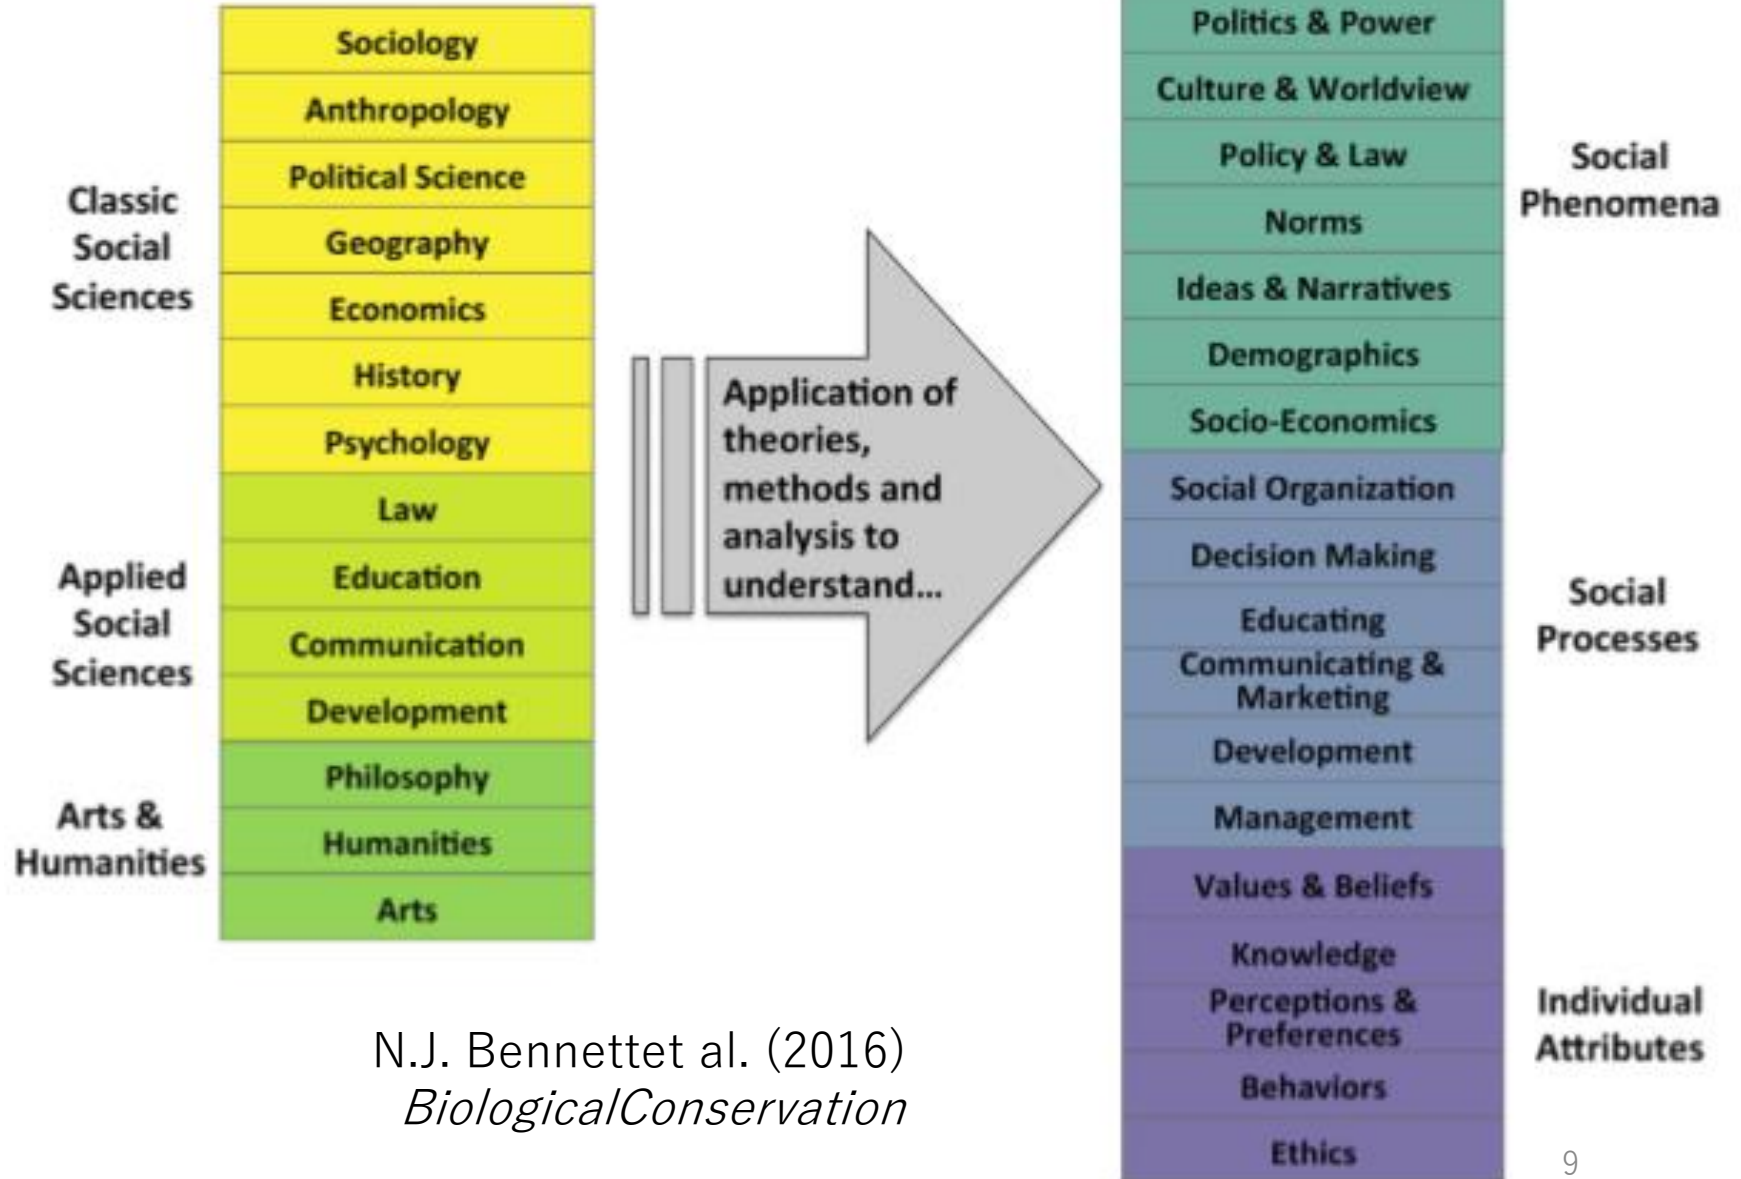 Classic
Social
Sciences
Sociology
Anthropology
Political Science
Geography
Economics
History
Psychology
Applied
Social
Sciences
Law
Education
Communication
Development
Arts &
Humanities
Philosophy
Humanities
Arts
Application of
theories,
methods and
analysis to
understand...
Politics & Power
Culture & Worldview
Policy & Law
Norms
Ideas & Narratives
Demographics
Socio-Economics
Social
Phenomena
Social Organization
Decision Making
Educating
Communicating &
Marketing
Development
Management
Social
Processes
Values & Beliefs
Knowledge
Perceptions &
Preferences
Behaviors
Ethics
Individual
Attributes
N.J. Bennettet al. (2016)
BiologicalConservation
9